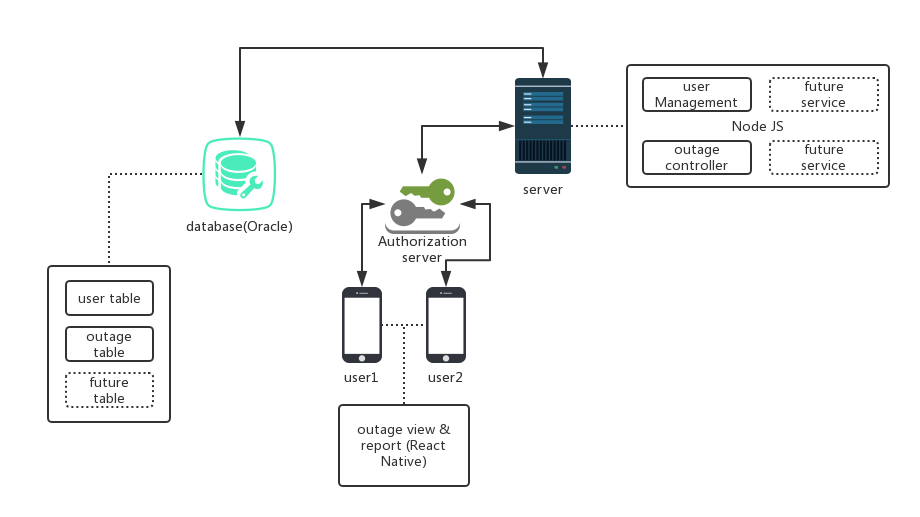 user
Management
future
service
Node JS
outage
controller
future
service
server
database(Oracle)
Authorization
server
user table
outage
table
future
table
user1
user2
outage view &
report (React
Native)